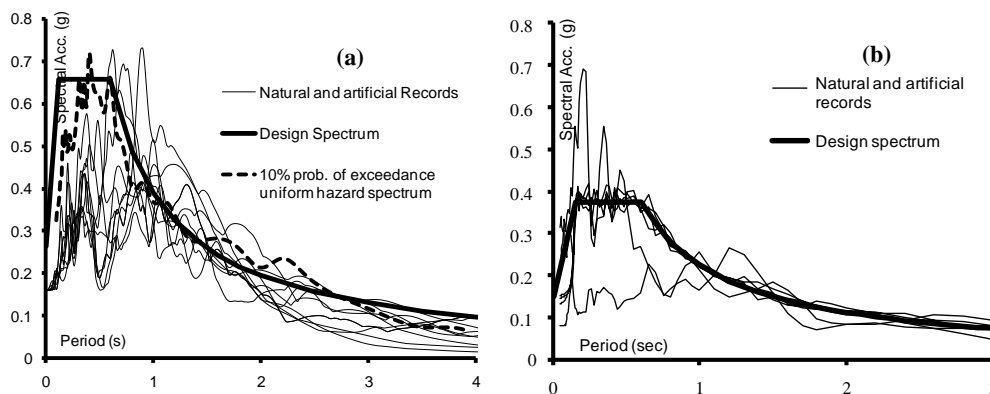 0.8
0.7
0.6
0.5
0.4
0.3
0.2
0.1
0
Spectral Acc. (g)
(a)
Natural and artificial Records
Design Spectrum
10% prob. of exceedance
uniform hazard spectrum
Period (s)
0 1 2 3 4
0.8
0.7
0.6
0.5
0.4
0.3
0.2
0.1
0
Spectral Acc. (g)
(b)
Natural and artificial
records
Design spectrum
Period (sec)
0 1 2 3